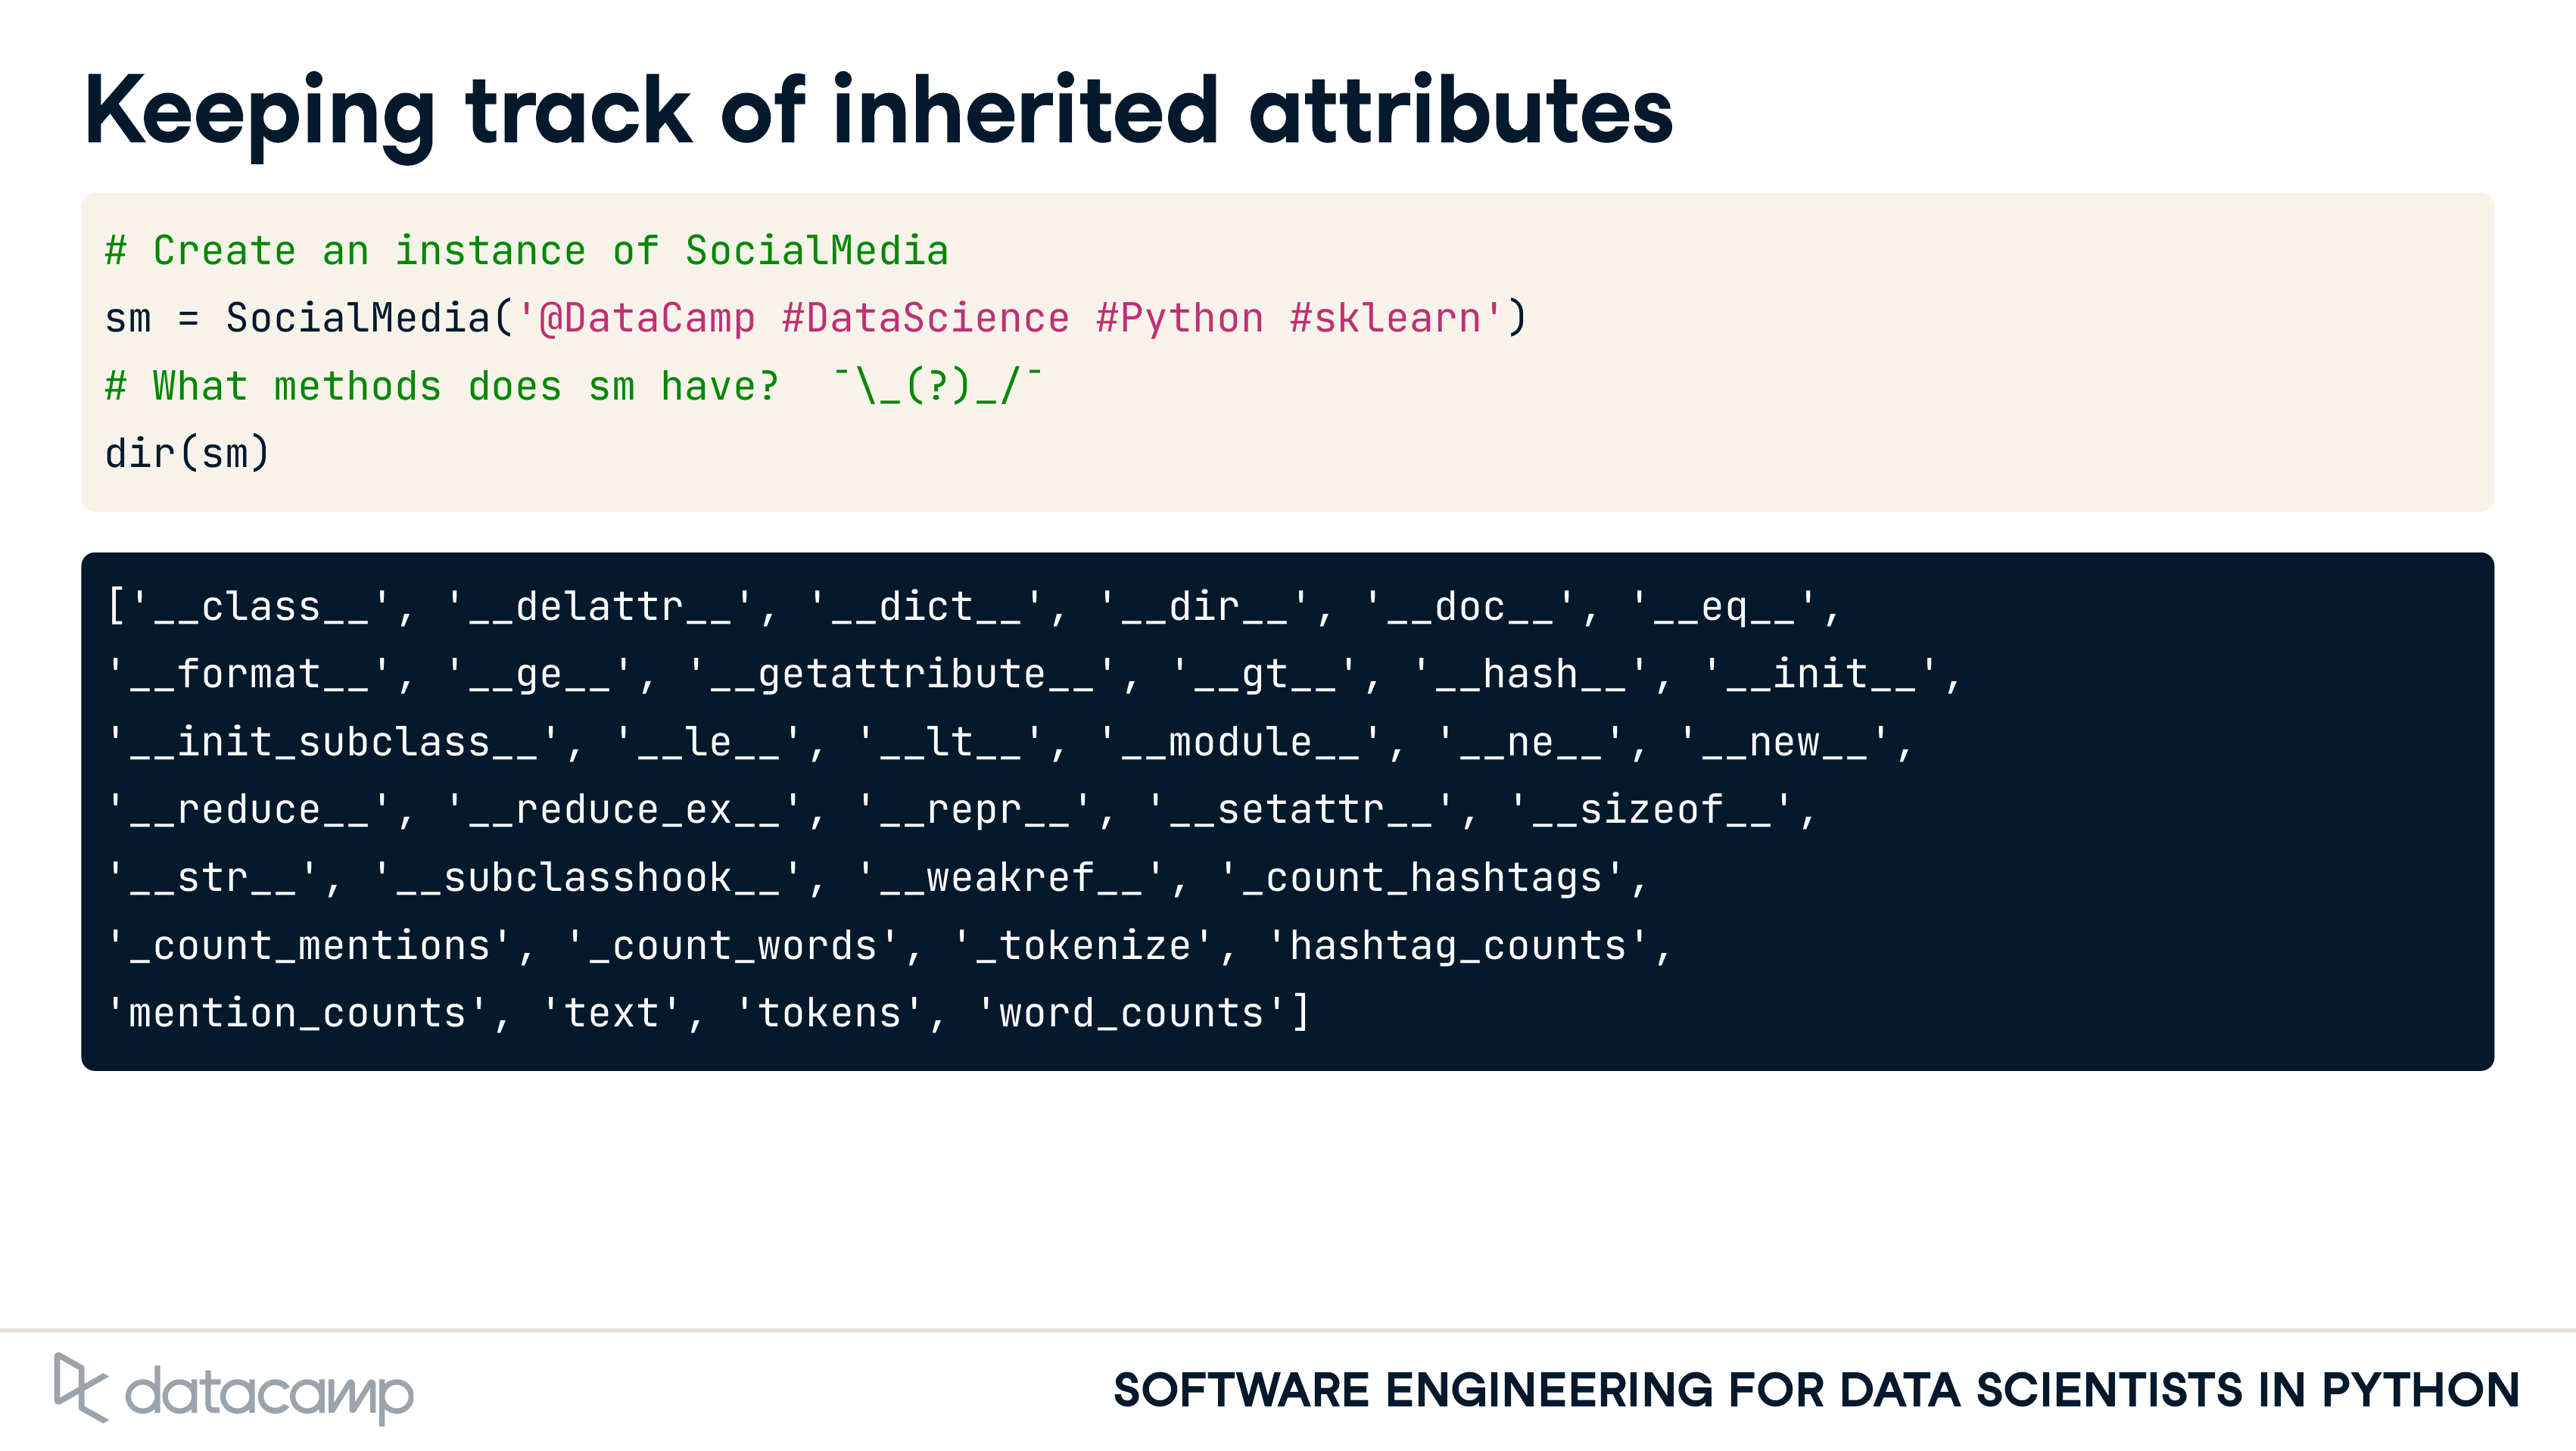 Keeping track of inherited attributes
# Create an instance of SocialMedia
sm = SocialMedia('@DataCamp #DataScience #Python #sklearn')
# What methods does sm have?  ¯\_(?)_/¯
dir(sm)
['__class__', '__delattr__', '__dict__', '__dir__', '__doc__', '__eq__',
'__format__', '__ge__', '__getattribute__', '__gt__', '__hash__', '__init__',
'__init_subclass__', '__le__', '__lt__', '__module__', '__ne__', '__new__',
'__reduce__', '__reduce_ex__', '__repr__', '__setattr__', '__sizeof__',
'__str__', '__subclasshook__', '__weakref__', '_count_hashtags',
'_count_mentions', '_count_words', '_tokenize', 'hashtag_counts',
'mention_counts', 'text', 'tokens', 'word_counts']
datacamp
SOFTWARE ENGINEERING FOR DATA SCIENTISTS IN PYTHON